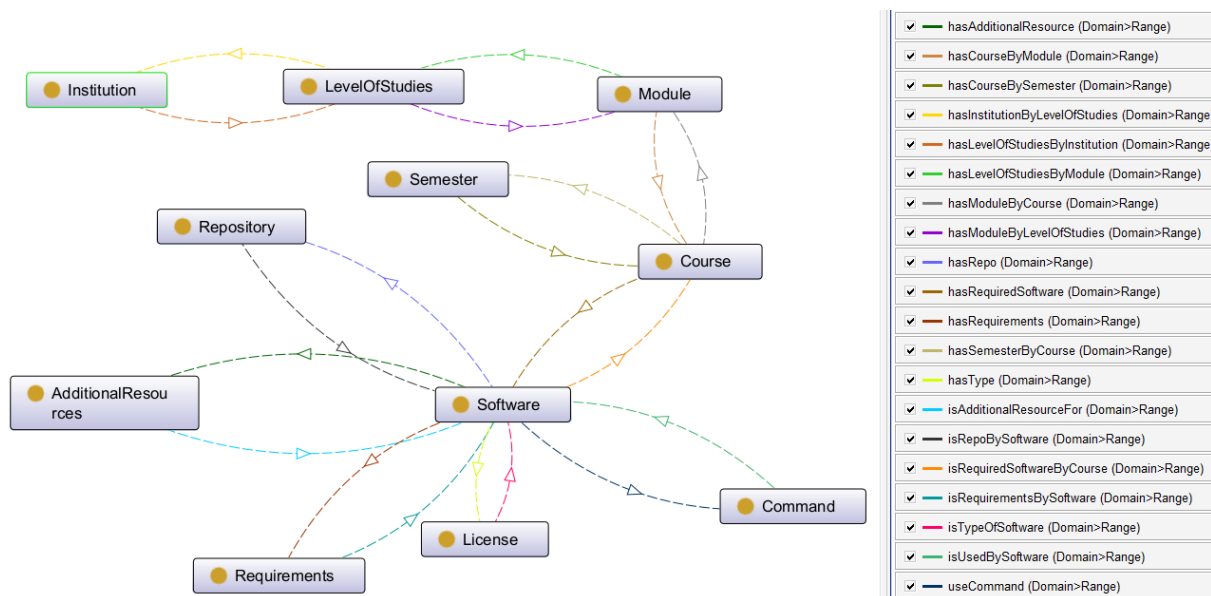 Institution
LevelOfStudies
Module
Semester
Repository
Course
AdditionalResou
rces
Software
Command
License
Requirements
hasAdditionalResource (Domain>Range)
hasCourseByModule (Domain>Range)
hasCourseBySemester (Domain>Range)
hasInstitutionByLevelOfStudies (Domain>Range
hasLevelOfStudiesByInstitution (Domain>Range
hasLevelOfStudiesByModule (Domain>Range)
hasModuleByCourse (Domain>Range)
hasModuleByLevelOfStudies (Domain>Range)
hasRepo (Domain>Range)
hasRequiredSoftware (Domain>Range)
hasRequirements (Domain>Range)
hasSemesterByCourse (Domain>Range)
hasType (Domain>Range)
isAdditionalResourceFor (Domain>Range)
isRepoBySoftware (Domain>Range)
isRequiredSoftwareByCourse (Domain>Range)
isRequirementsBySoftware (Domain>Range)
isTypeOfSoftware (Domain>Range)
isUsedBySoftware (Domain>Range)
useCommand (Domain>Range)